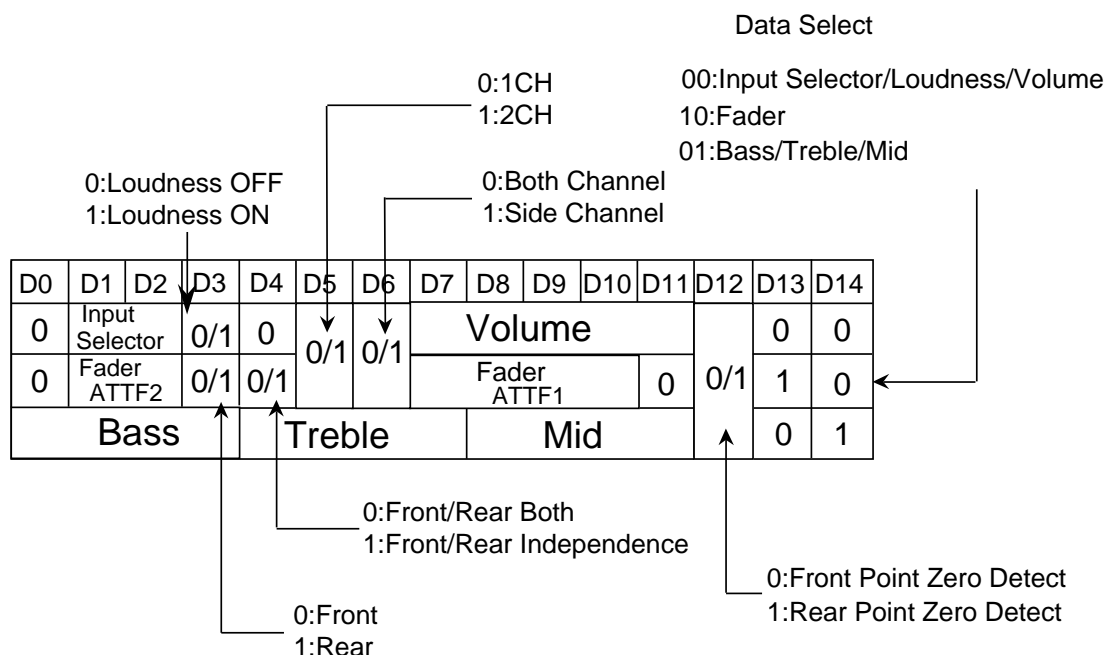 Data Select
0:1CH
1:2CH
00:Input Selector/Loudness/Volume
10:Fader
01:Bass/Treble/Mid
0:Loudness OFF
1:Loudness ON
0:Both Channel
1:Side Channel
D0 D1 D2 D3 D4 D5 D6 D7 D8 D9 D10 D11 D12 D13 D14
0 Input Selector 0/1 0 0/1 0/1 Volume 0/1 0 0
0 Fader ATTF2 0/1 0/1 Fader ATTF1 0 1 0
Bass Treble Mid 0 1
0:Front/Rear Both
1:Front/Rear Independence
0:Front Point Zero Detect
1:Rear Point Zero Detect
0:Front
1:Rear